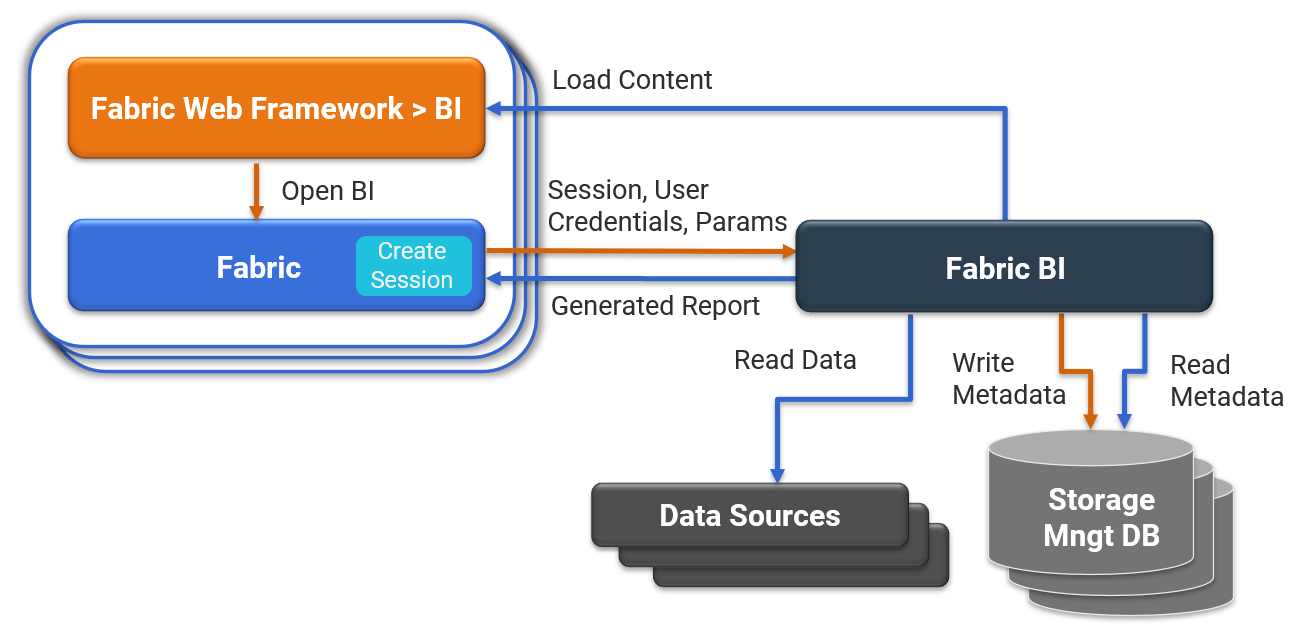 Load Content
Fabric Web Framework > BI
Open BI
Session, User
Credentials, Params
Fabric
Create
Session
Fabric BI
Generated Report
Read Data
Write
Metadata
Read
Metadata
Data Sources
Storage
Mngt DB